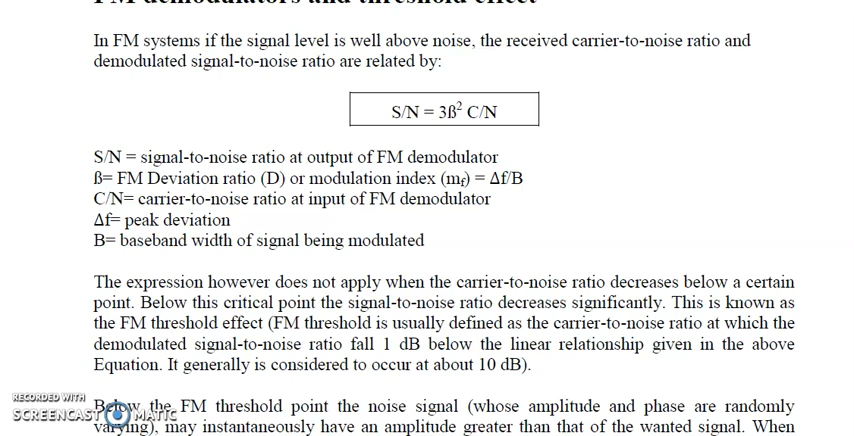 FM demodulators and threshold effect
In FM systems if the signal level is well above noise, the received carrier-to-noise ratio and
demodulated signal-to-noise ratio are related by:
S/N = 3ß² C/N
S/N = signal-to-noise ratio at output of FM demodulator
ß= FM Deviation ratio (D) or modulation index (mf) = Δf/B
C/N= carrier-to-noise ratio at input of FM demodulator
Δf= peak deviation
B= baseband width of signal being modulated
The expression however does not apply when the carrier-to-noise ratio decreases below a certain
point. Below this critical point the signal-to-noise ratio decreases significantly. This is known as
the FM threshold effect (FM threshold is usually defined as the carrier-to-noise ratio at which the
demodulated signal-to-noise ratio fall 1 dB below the linear relationship given in the above
Equation. It generally is considered to occur at about 10 dB).
RECORDED WITH
SCREENCAST MATIC
Below the FM threshold point the noise signal (whose amplitude and phase are randomly
varying), may instantaneously have an amplitude greater than that of the wanted signal. When